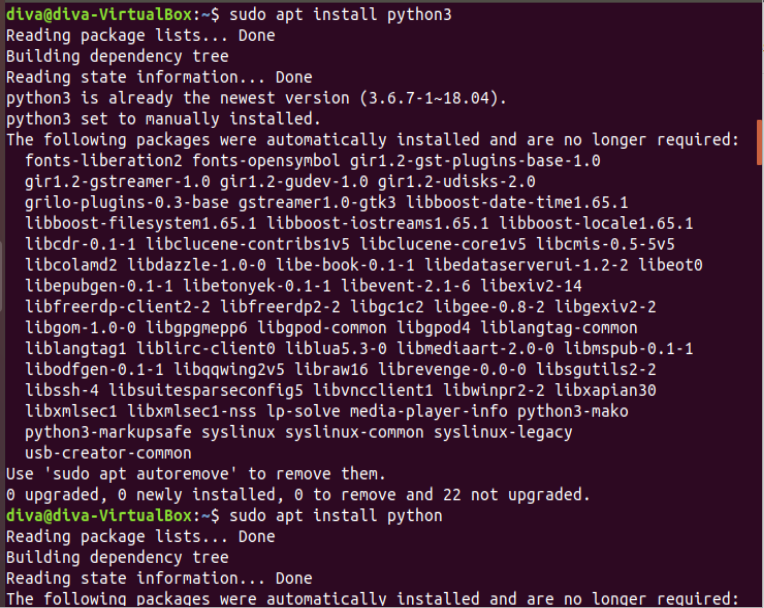 diva@diva-VirtualBox:~$ sudo apt install python3
Reading package lists... Done
Building dependency tree
Reading state information... Done
python3 is already the newest version (3.6.7-1~18.04).
python3 set to manually installed.
The following packages were automatically installed and are no longer required:
  fonts-liberation2 fonts-opensymbol gir1.2-gst-plugins-base-1.0
  gir1.2-gstreamer-1.0 gir1.2-gudev-1.0 gir1.2-udisks-2.0
  grilo-plugins-0.3-base gstreamer1.0-gtk3 libboost-date-time1.65.1
  libboost-filesystem1.65.1 libboost-iostreams1.65.1 libboost-locale1.65.1
  libcdr-0.1-1 libclucene-contribs1v5 libclucene-core1v5 libcmis-0.5-5v5
  libcolamd2 libdazzle-1.0-0 libe-book-0.1-1 libedataserverui-1.2-2 libeot0
  libepubgen-0.1-1 libetonyek-0.1-1 libevent-2.1-6 libexiv2-14
  libfreerdp-client2-2 libfreerdp2-2 libgc1c2 libgee-0.8-2 libgexiv2-2
  libgom-1.0-0 libgpgmepp6 libgpod-common libgpod4 liblangtag-common
  liblangtag1 liblirc-client0 liblua5.3-0 libmediaart-2.0-0 libmspub-0.1-1
  libodfgen-0.1-1 libqqwing2v5 libraw16 librevenge-0.0-0 libsgutils2-2
  libssh-4 libsuitesparseconfig5 libvncclient1 libwinpr2-2 libxapian30
  libxmlsec1 libxmlsec1-nss lp-solve media-player-info python3-mako
  python3-markupsafe syslinux syslinux-common syslinux-legacy
  usb-creator-common
Use 'sudo apt autoremove' to remove them.
0 upgraded, 0 newly installed, 0 to remove and 22 not upgraded.
diva@diva-VirtualBox:~$ sudo apt install python
Reading package lists... Done
Building dependency tree
Reading state information... Done
The following packages were automatically installed and are no longer required: